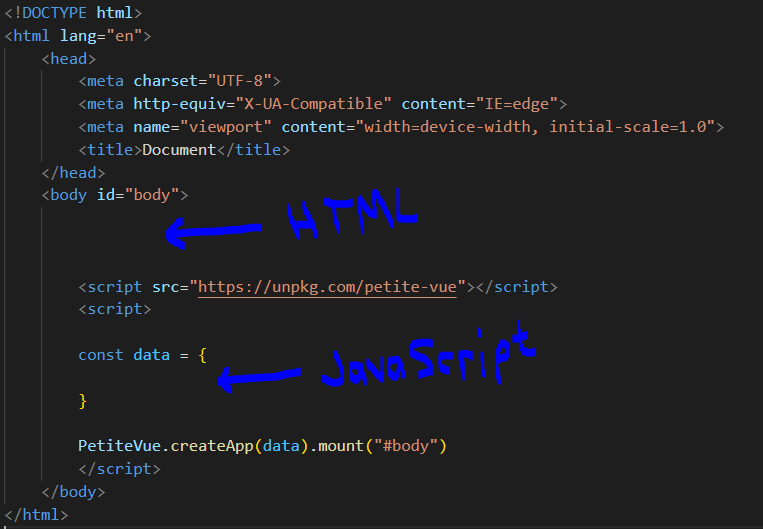 <!DOCTYPE html>
<html lang="en">
<head>
<meta charset="UTF-8">
<meta http-equiv="X-UA-Compatible" content="IE=edge">
<meta name="viewport" content="width=device-width, initial-scale=1.0">
<title>Document</title>
</head>
<body id="body">
HTML
<script src="https://unpkg.com/petite-vue"></script>
<script>
const data = {
JavaScript
}
PetiteVue.createApp(data).mount("#body")
</script>
</body>
</html>